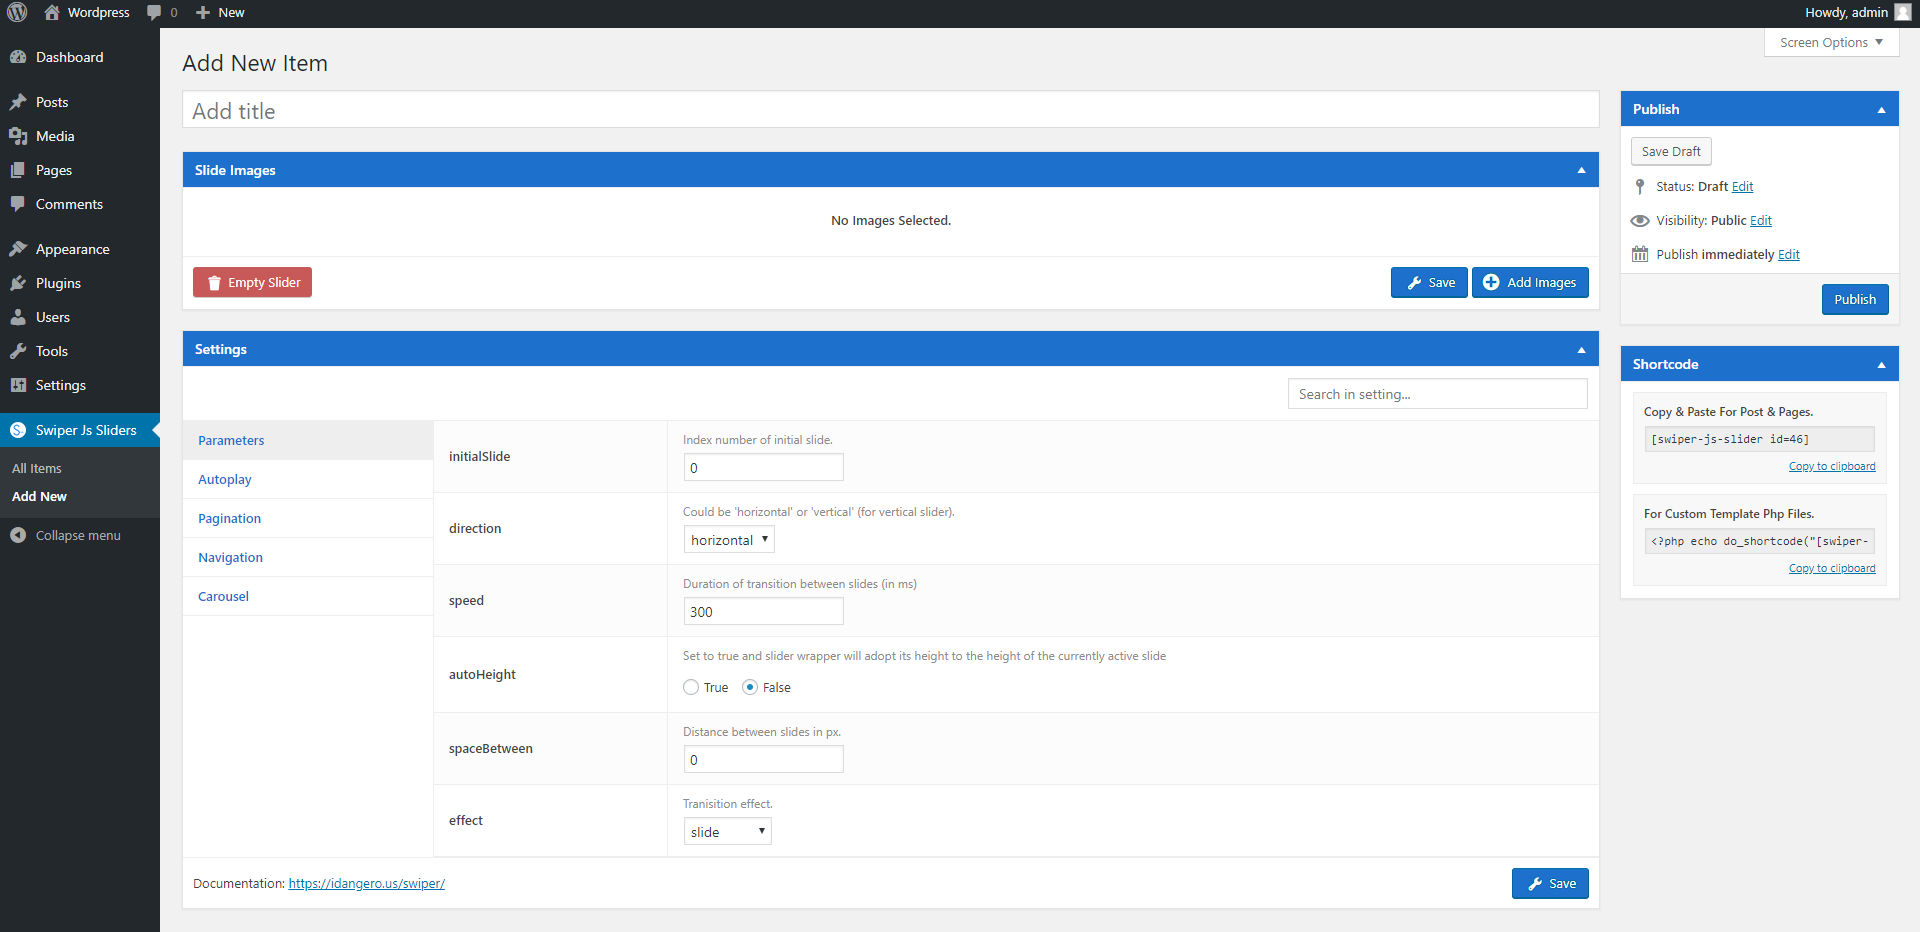 Wordpress
0
New
Howdy, admin
Screen Options
Dashboard
Posts
Media
Pages
Comments
Appearance
Plugins
Users
Tools
Settings
Swiper Js Sliders
All Items
Add New
Collapse menu
Add New Item
Add title
Slide Images
No Images Selected.
Empty Slider
Save
Add Images
Settings
Search in setting...
Parameters
Autoplay
Pagination
Navigation
Carousel
initialSlide
Index number of initial slide.
0
direction
Could be 'horizontal' or 'vertical' (for vertical slider).
horizontal
speed
Duration of transition between slides (in ms)
300
autoHeight
Set to true and slider wrapper will adopt its height to the height of the currently active slide
True
False
spaceBetween
Distance between slides in px.
0
effect
Tranisition effect.
slide
Documentation: https://idangero.us/swiper/
Save
Publish
Save Draft
Status: Draft Edit
Visibility: Public Edit
Publish immediately Edit
Publish
Shortcode
Copy & Paste For Post & Pages.
[swiper-js-slider id=46]
Copy to clipboard
For Custom Template Php Files.
<?php echo do_shortcode("[swiper-
Copy to clipboard